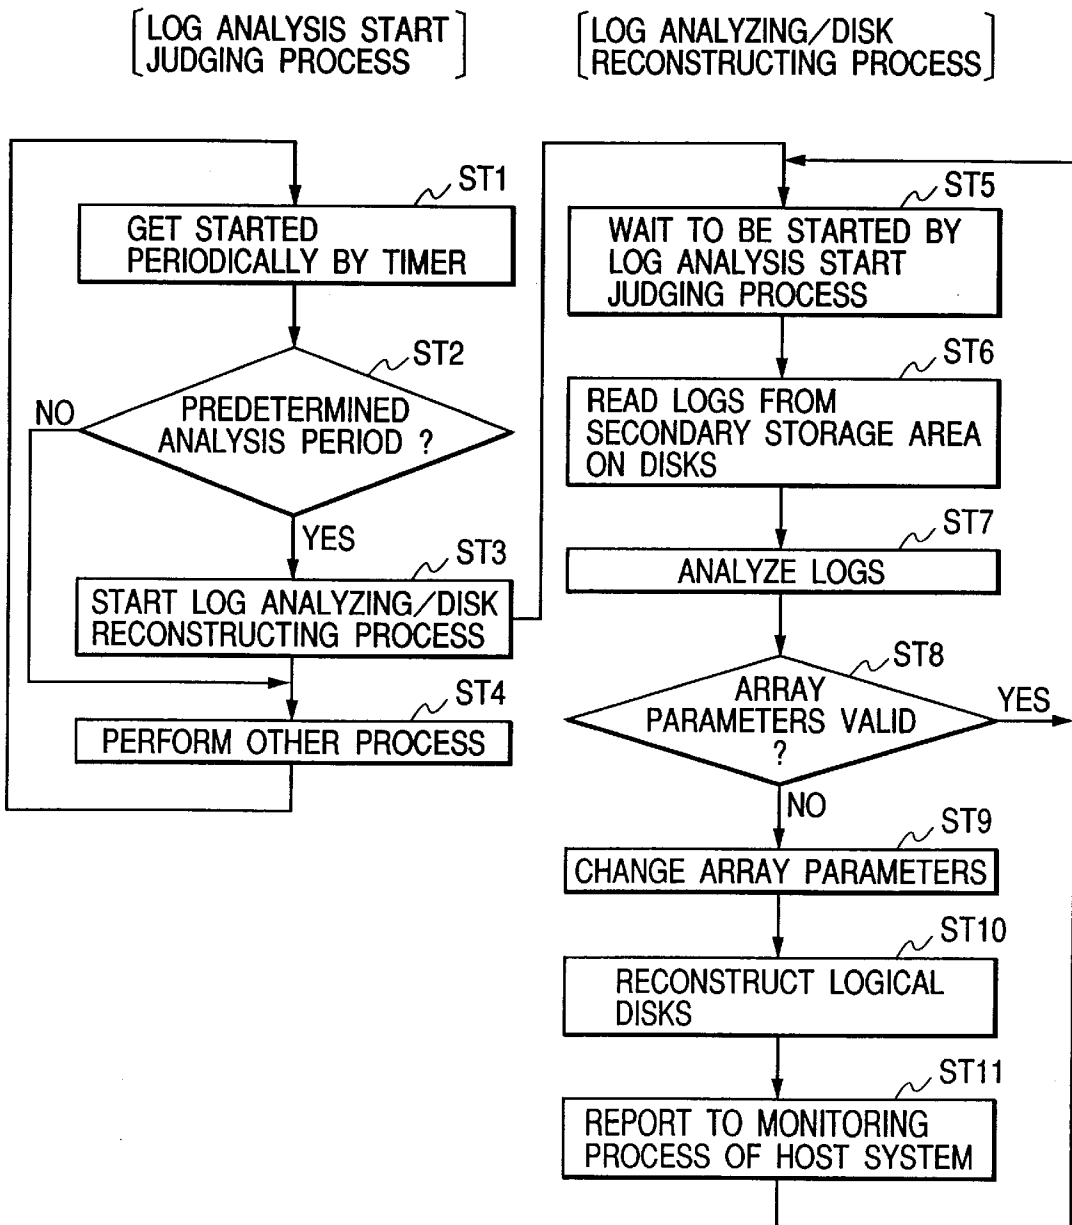 LOG ANALYSIS START
JUDGING PROCESS
ST1
GET STARTED
PERIODICALLY BY TIMER
ST2
NO
PREDETERMINED
ANALYSIS PERIOD ?
YES
ST3
START LOG ANALYZING/DISK
RECONSTRUCTING PROCESS
ST4
PERFORM OTHER PROCESS
LOG ANALYZING/DISK
RECONSTRUCTING PROCESS
ST5
WAIT TO BE STARTED BY
LOG ANALYSIS START
JUDGING PROCESS
ST6
READ LOGS FROM
SECONDARY STORAGE AREA
ON DISKS
ST7
ANALYZE LOGS
ST8
ARRAY
PARAMETERS VALID
?
YES
NO
ST9
CHANGE ARRAY PARAMETERS
ST10
RECONSTRUCT LOGICAL
DISKS
ST11
REPORT TO MONITORING
PROCESS OF HOST SYSTEM